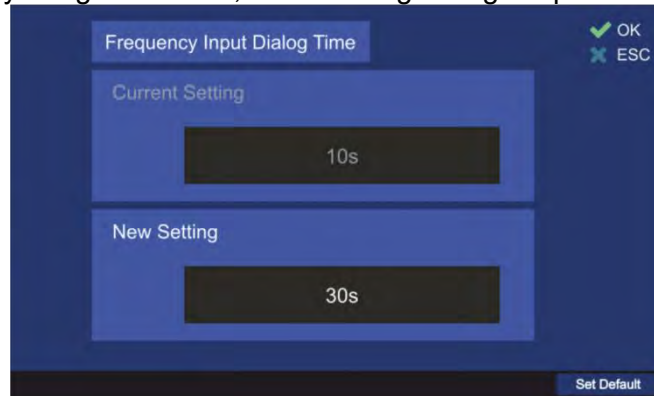 Frequency Input Dialog Time
OK
ESC
Current Setting
10s
New Setting
30s
Set Default